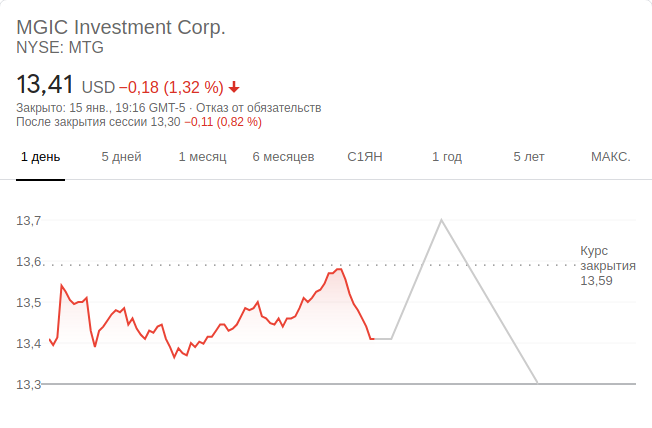 MGIC Investment Corp.
NYSE: MTG
13,41 USD −0,18 (1,32 %)
Закрыто: 15 янв., 19:16 GMT-5 · Отказ от обязательств
После закрытия сессии 13,30 −0,11 (0,82 %)
1 день 5 дней 1 месяц 6 месяцев С1ЯН 1 год 5 лет МАКС.
13,7
13,6
13,5
13,4
13,3
Курс
закрытия
13,59